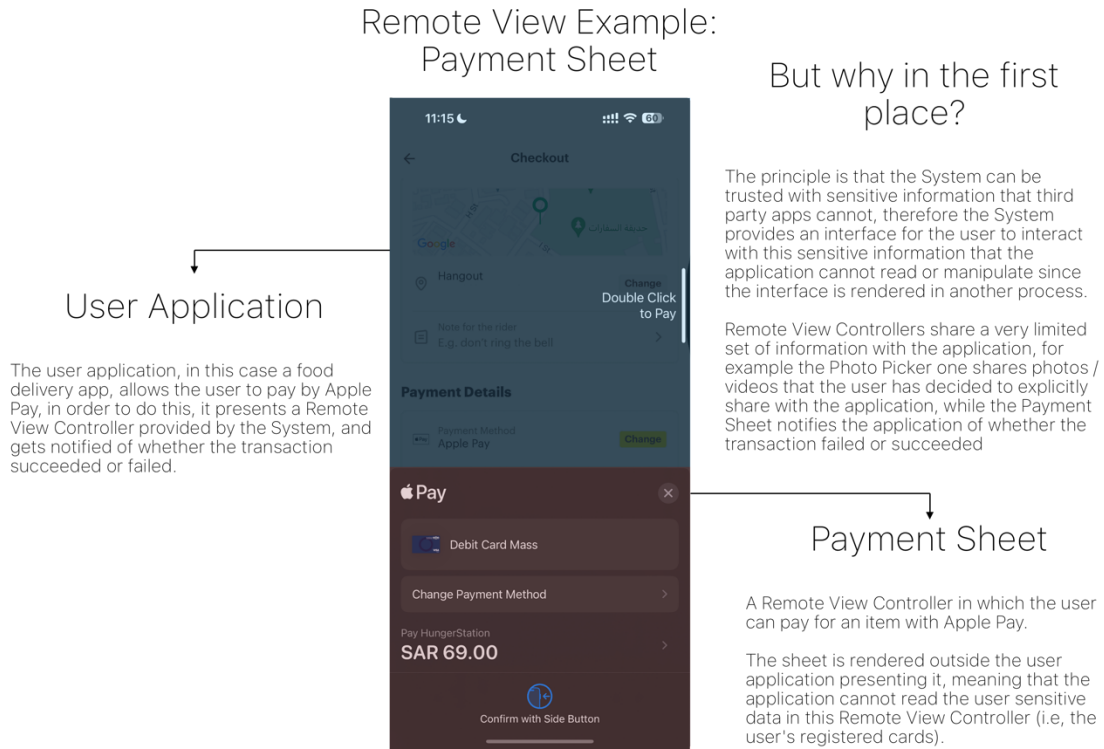 Remote View Example:
Payment Sheet
But why in the first
place?
The principle is that the System can be
trusted with sensitive information that third
party apps cannot, therefore the System
provides an interface for the user to interact
with this sensitive information that the
application cannot read or manipulate since
the interface is rendered in another process.
Remote View Controllers share a very limited
set of information with the application, for
example the Photo Picker one shares photos /
videos that the user has decided to explicitly
share with the application, while the Payment
Sheet notifies the application of whether the
transaction failed or succeeded
User Application
The user application, in this case a food
delivery app, allows the user to pay by Apple
Pay, in order to do this, it presents a Remote
View Controller provided by the System, and
gets notified of whether the transaction
succeeded or failed.
11:15
60
Checkout
N St
حديقة السفارات
Google
Hangout
Change
Double Click
to Pay
Note for the rider
E.g. don't ring the bell
Payment Details
Payment Method
Apple Pay
Change
Pay
Debit Card Mass
Change Payment Method
Pay HungerStation
SAR 69.00
Confirm with Side Button
Payment Sheet
A Remote View Controller in which the user
can pay for an item with Apple Pay.
The sheet is rendered outside the user
application presenting it, meaning that the
application cannot read the user sensitive
data in this Remote View Controller (i.e, the
user's registered cards).